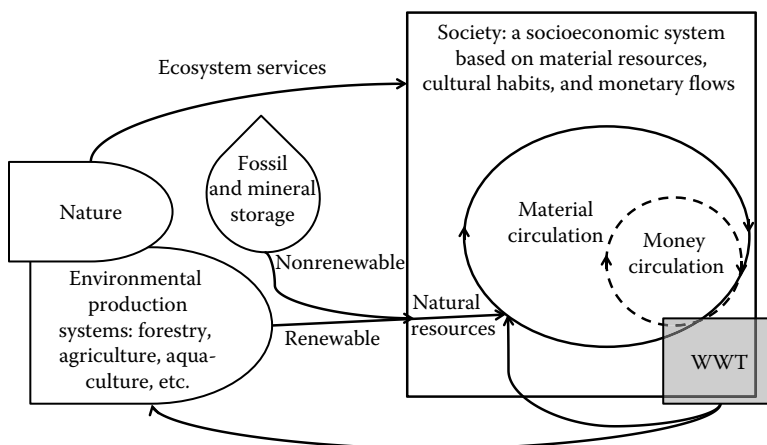 Society: a socioeconomic system
based on material resources,
cultural habits, and monetary flows
Ecosystem services
Fossil
and mineral
storage
Nature
Material
circulation
Money
circulation
Nonrenewable
Environmental
production
systems: forestry,
agriculture, aqua-
culture, etc.
Natural
resources
Renewable
WWT